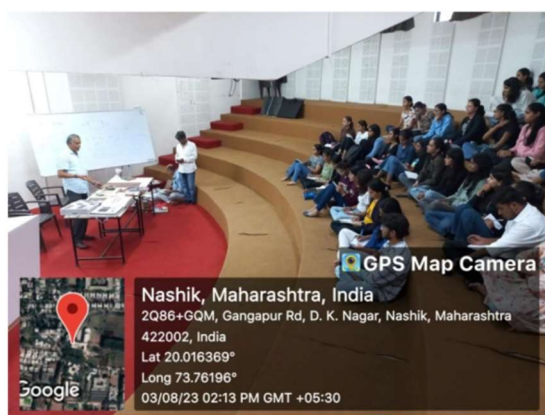 GPS Map Camera
Nashik, Maharashtra, India
2Q86+GQM, Gangapur Rd, D. K. Nagar, Nashik, Maharashtra
422002, India
Lat 20.016369°
Long 73.76196°
03/08/23 02:13 PM GMT +05:30
Google